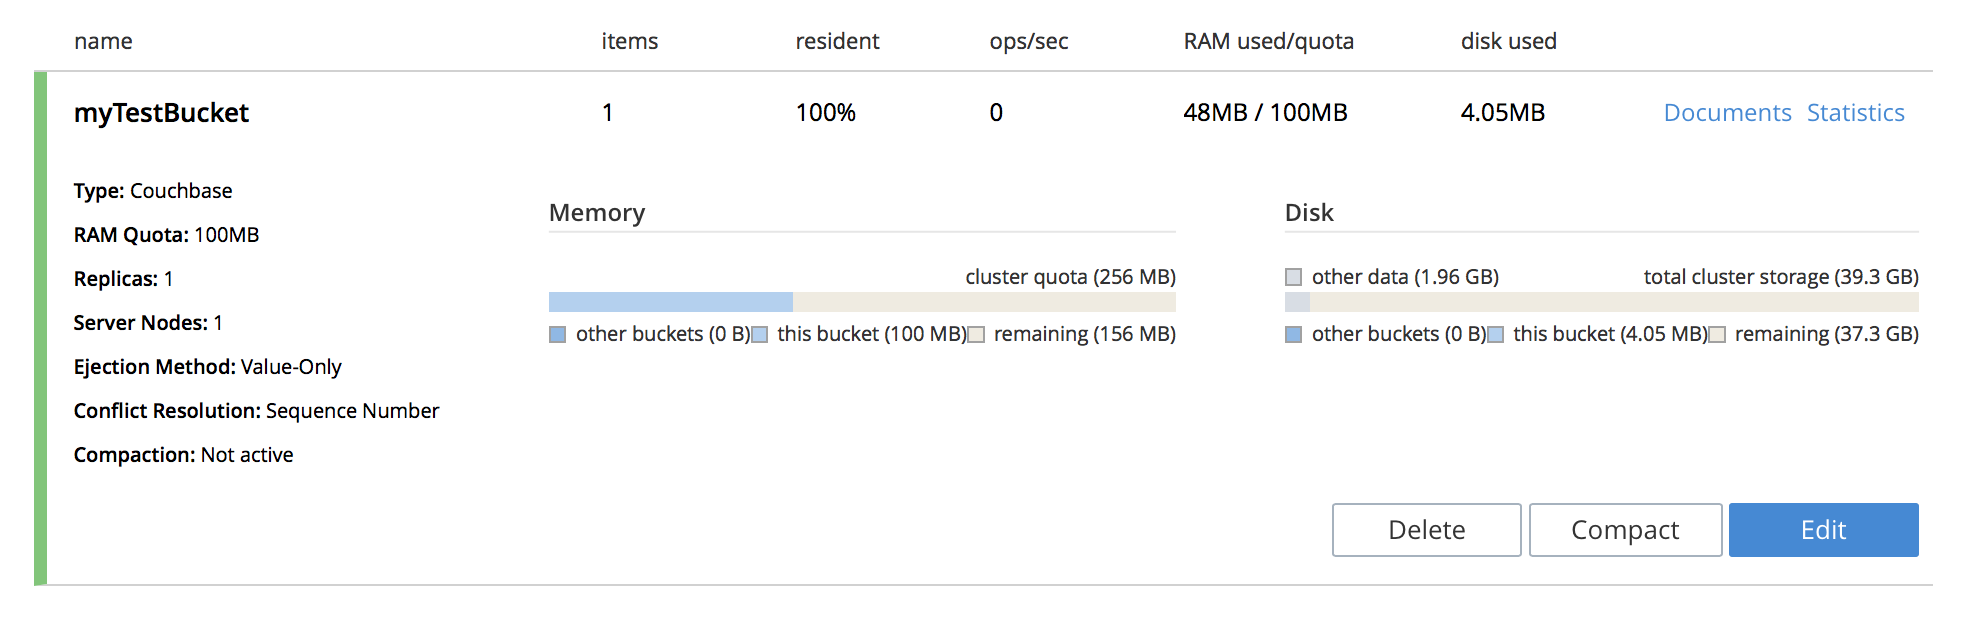 name items resident ops/sec RAM used/quota disk used
myTestBucket 1 100% 0 48MB / 100MB 4.05MB Documents Statistics
Type: Couchbase
RAM Quota: 100MB
Replicas: 1
Server Nodes: 1
Ejection Method: Value-Only
Conflict Resolution: Sequence Number
Compaction: Not active
Memory
cluster quota (256 MB)
other buckets (0 B) this bucket (100 MB) remaining (156 MB)
Disk
other data (1.96 GB) total cluster storage (39.3 GB)
other buckets (0 B) this bucket (4.05 MB) remaining (37.3 GB)
Delete Compact Edit